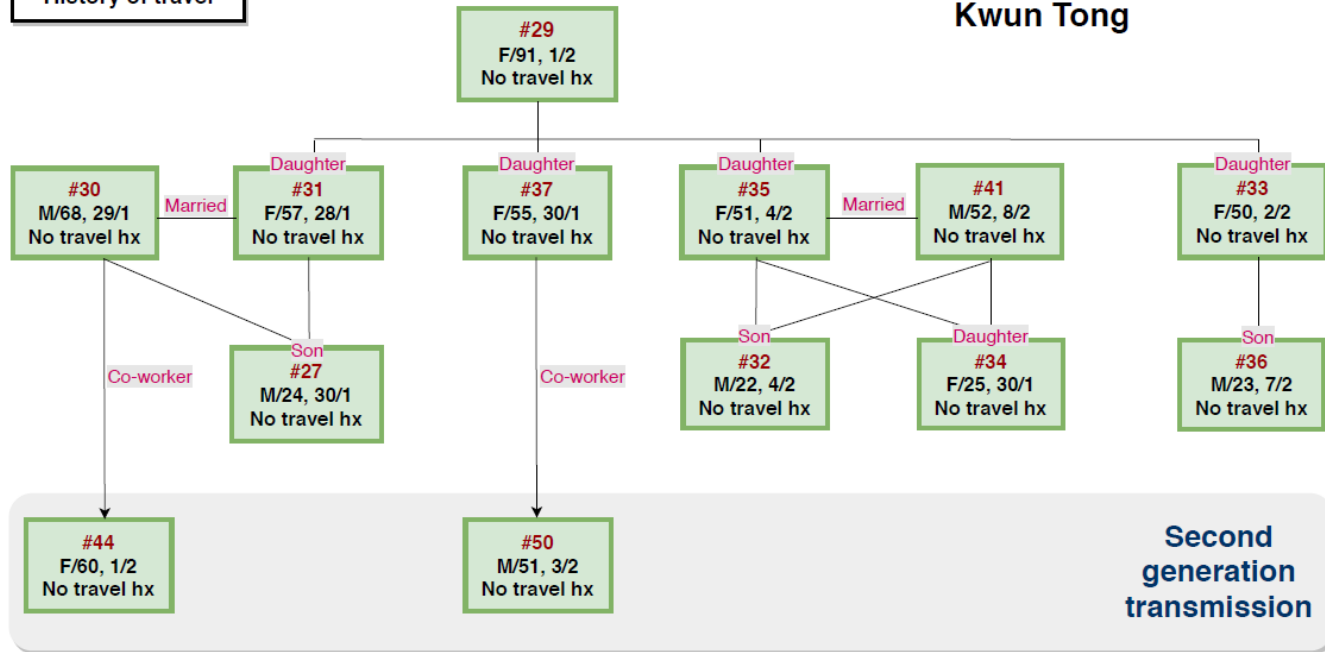 History of travel
Kwun Tong
#29
F/91, 1/2
No travel hx
Daughter
Daughter
Daughter
Daughter
#30
M/68, 29/1
No travel hx
Married
#31
F/57, 28/1
No travel hx
#37
F/55, 30/1
No travel hx
#35
F/51, 4/2
No travel hx
Married
#41
M/52, 8/2
No travel hx
#33
F/50, 2/2
No travel hx
Co-worker
Son
#27
M/24, 30/1
No travel hx
Co-worker
Son
#32
M/22, 4/2
No travel hx
Daughter
#34
F/25, 30/1
No travel hx
Son
#36
M/23, 7/2
No travel hx
#44
F/60, 1/2
No travel hx
#50
M/51, 3/2
No travel hx
Second
generation
transmission